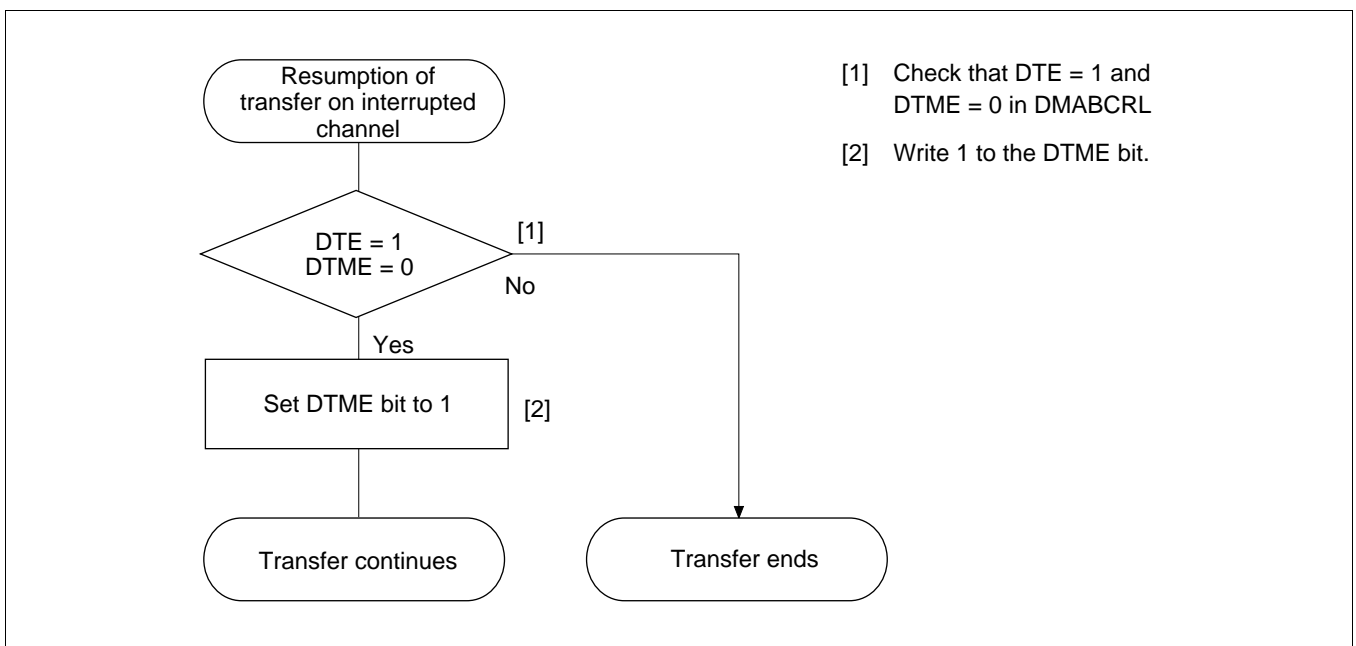 Resumption of
transfer on interrupted
channel
[1] Check that DTE = 1 and
DTME = 0 in DMABCRL
[2] Write 1 to the DTME bit.
DTE = 1
DTME = 0
[1]
No
Yes
Set DTME bit to 1
[2]
Transfer continues
Transfer ends